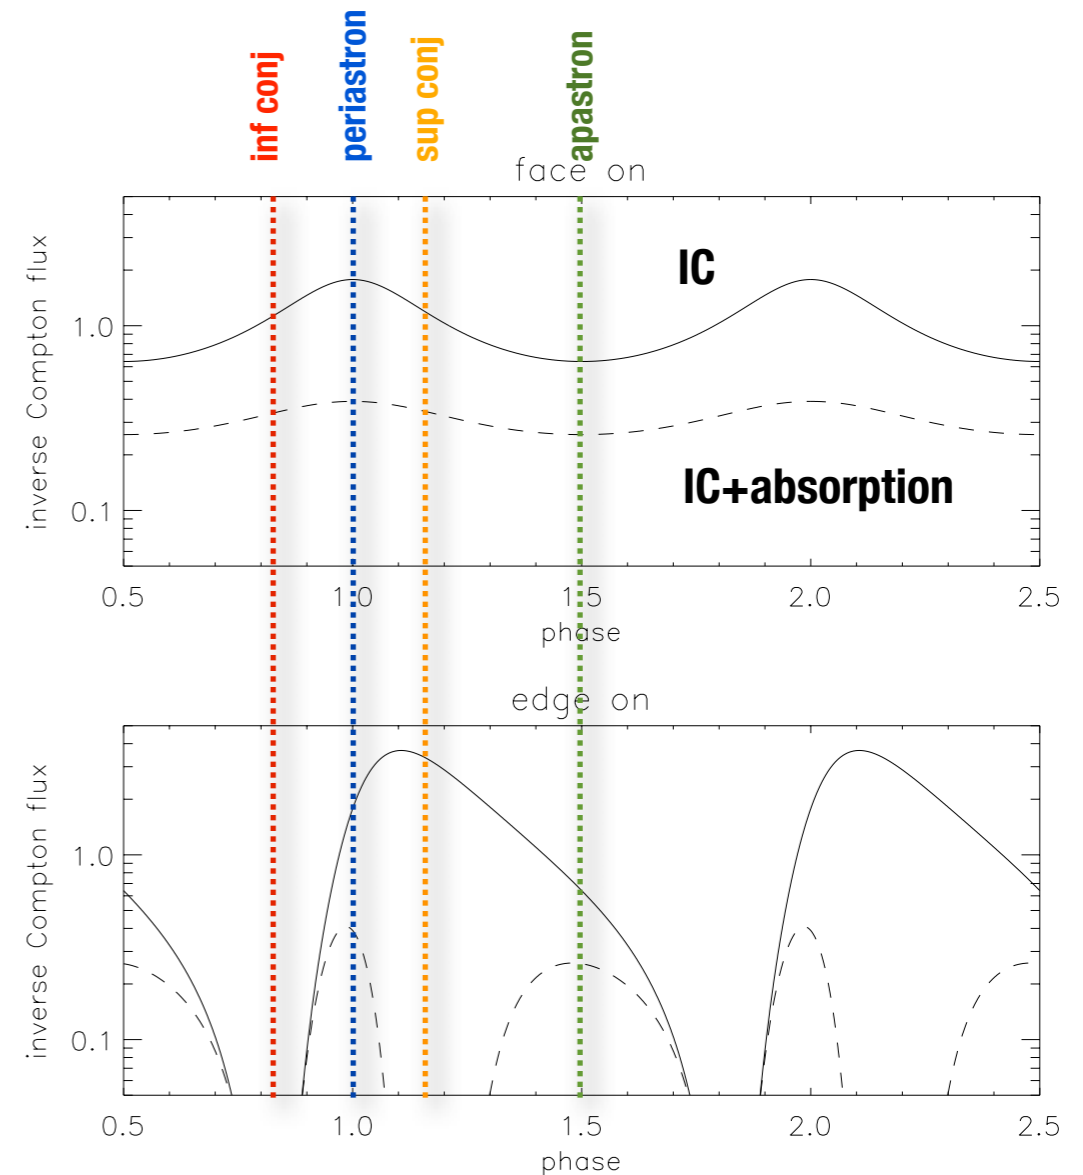 inf conj
periastron
sup conj
apastron
face on
inverse Compton flux
1.0
0.1
IC
IC+absorption
0.5 1.0 1.5 2.0 2.5
phase
edge on
inverse Compton flux
1.0
0.1
0.5 1.0 1.5 2.0 2.5
phase